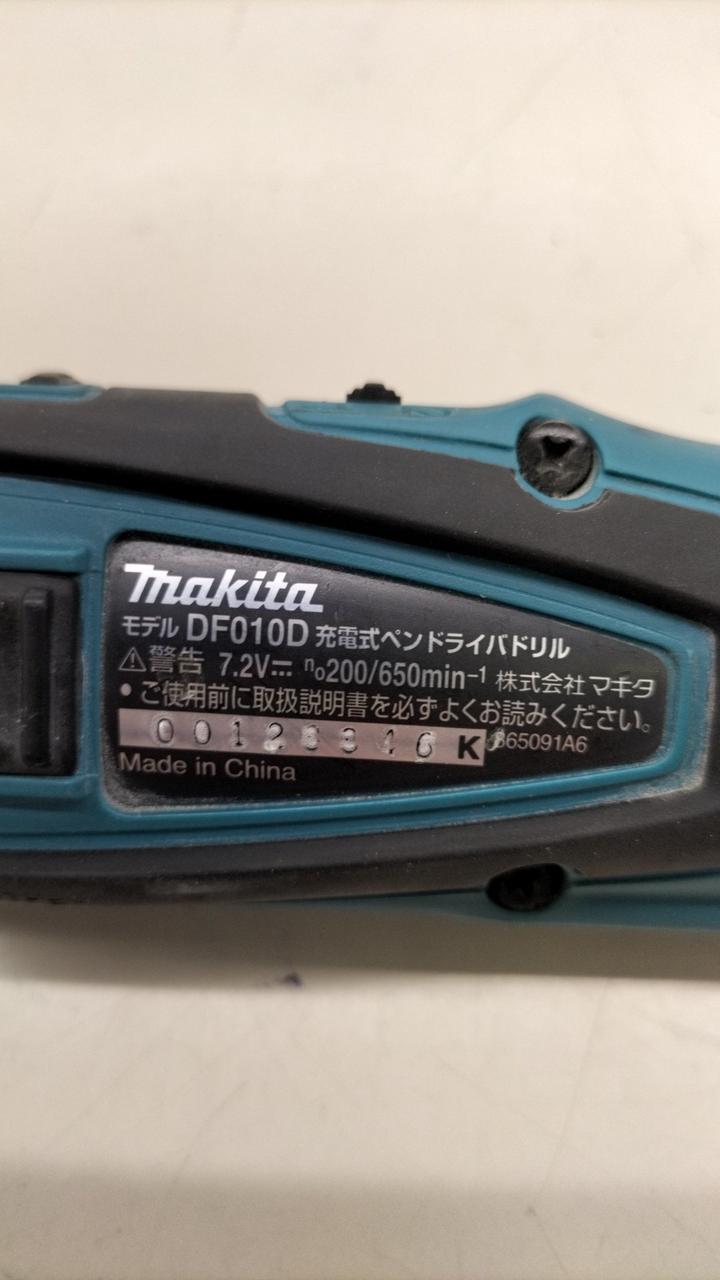 makita
モデル DF010D 充電式ペンドライバドリル
⚠警告 7.2V⎓ n₀200/650min⁻¹ 株式会社マキタ
• ご使用前に取扱説明書を必ずよくお読みください。
K 865091A6
Made in China